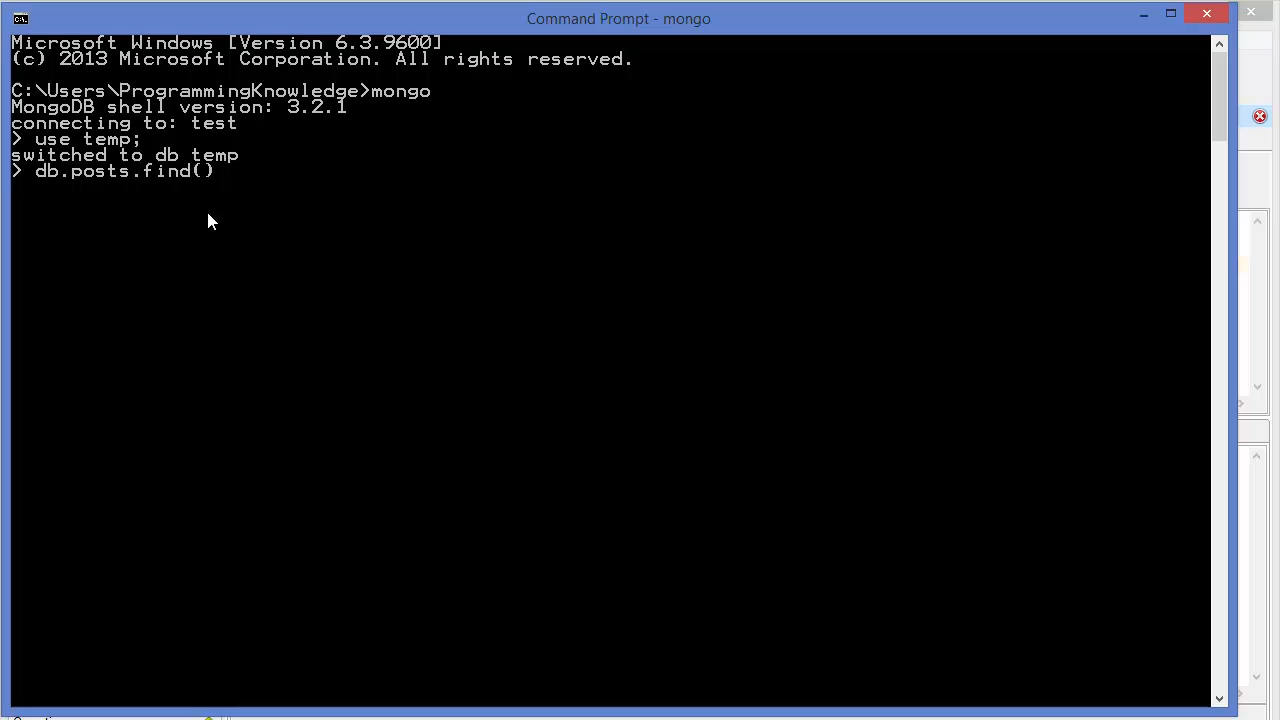 Command Prompt - mongo
Microsoft Windows [Version 6.3.9600]
(c) 2013 Microsoft Corporation. All rights reserved.
C:\Users\ProgrammingKnowledge>mongo
MongoDB shell version: 3.2.1
connecting to: test
> use temp;
switched to db temp
> db.posts.find()